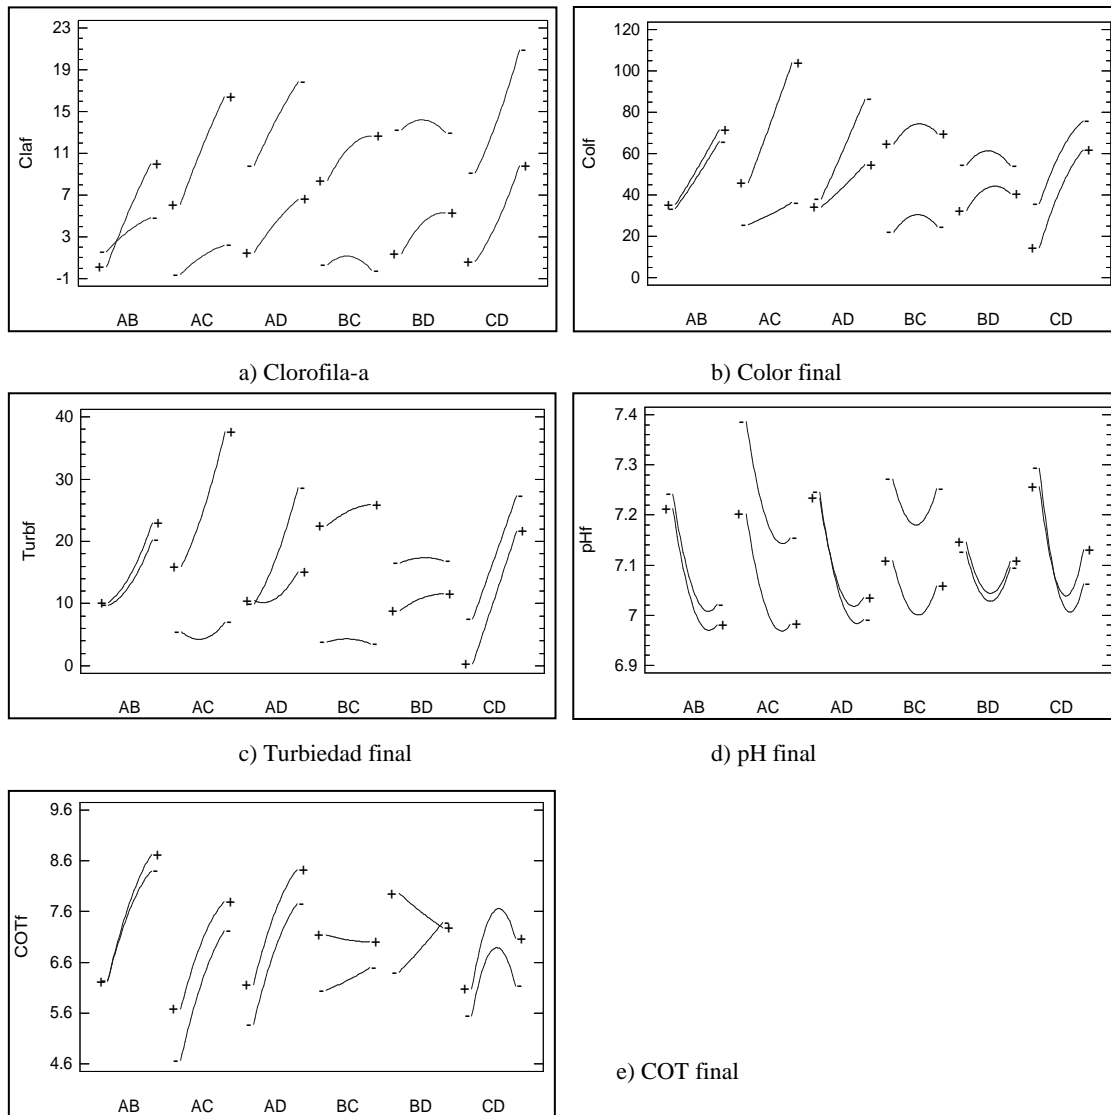 23
19
15
11
7
3
-1
Claf
AB AC AD BC BD CD
a) Clorofila-a
120
100
80
60
40
20
0
Colf
AB AC AD BC BD CD
b) Color final
40
30
20
10
0
Turbf
AB AC AD BC BD CD
c) Turbiedad final
7.4
7.3
7.2
7.1
7
6.9
pHf
AB AC AD BC BD CD
d) pH final
9.6
8.6
7.6
6.6
5.6
4.6
COTf
AB AC AD BC BD CD
e) COT final